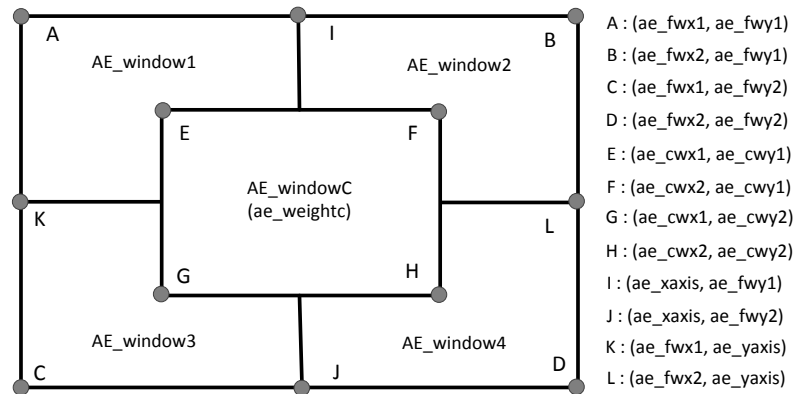 A
I
B
AE_window1
AE_window2
E
F
AE_windowC
(ae_weightc)
K
L
G
H
AE_window3
AE_window4
C
J
D
A : (ae_fwx1, ae_fwy1)
B : (ae_fwx2, ae_fwy1)
C : (ae_fwx1, ae_fwy2)
D : (ae_fwx2, ae_fwy2)
E : (ae_cwx1, ae_cwy1)
F : (ae_cwx2, ae_cwy1)
G : (ae_cwx1, ae_cwy2)
H : (ae_cwx2, ae_cwy2)
I : (ae_xaxis, ae_fwy1)
J : (ae_xaxis, ae_fwy2)
K : (ae_fwx1, ae_yaxis)
L : (ae_fwx2, ae_yaxis)